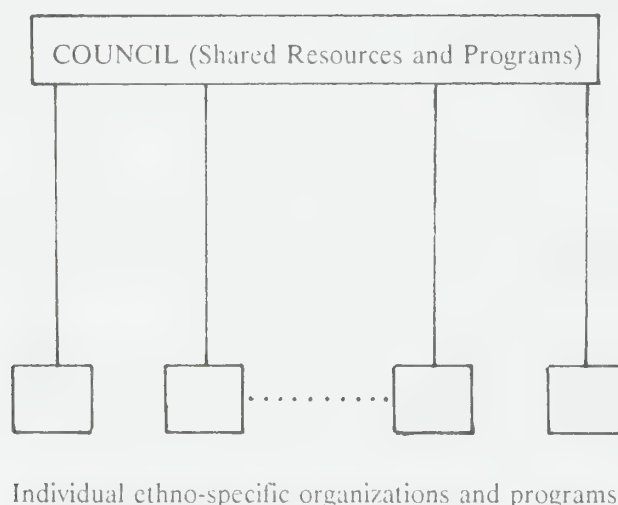 COUNCIL (Shared Resources and Programs)
Individual ethno-specific organizations and programs